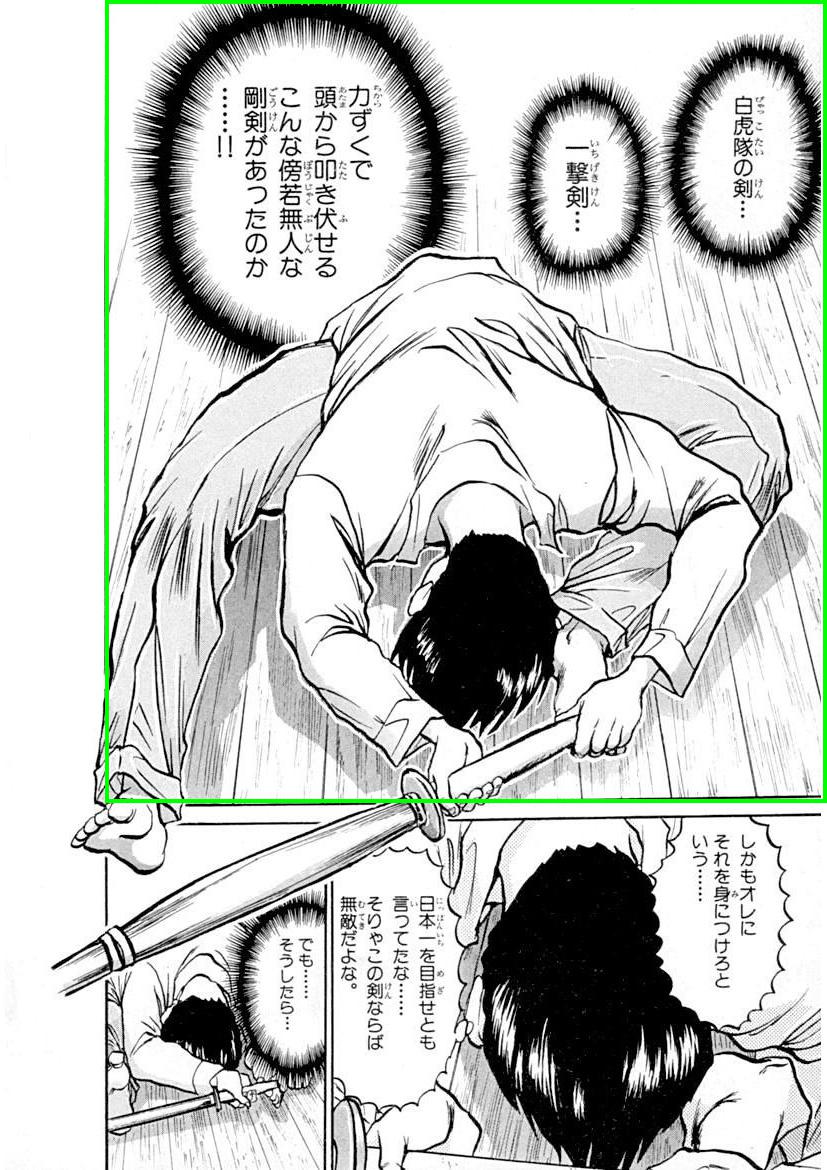 白虎隊の剣…
一撃剣…
力ずくで
頭から叩き伏せる
こんな傍若無人な
剛剣があったのか
……!!
しかもオレに
それを身につけろと
いう……
日本一を目指せとも
言ってたな……
そりゃこの剣ならば
無敵だよな。
でも……
そうしたら…